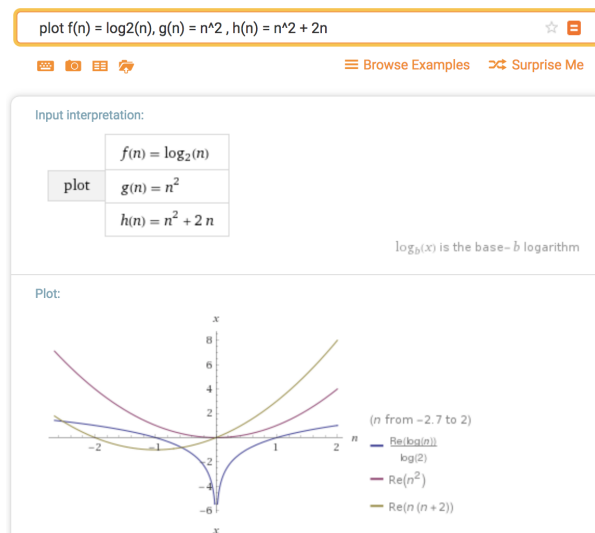 plot f(n) = log2(n), g(n) = n^2 , h(n) = n^2 + 2n
Browse Examples Surprise Me
Input interpretation:
plot
f(n) = log₂(n)
g(n) = n²
h(n) = n² + 2 n
log_b(x) is the base- b logarithm
Plot:
x
8
6
4
2
-2 -1 1 2 n
-2
-4
-6
x
(n from -2.7 to 2)
Re(log(n))
log(2)
Re(n²)
Re(n (n + 2))